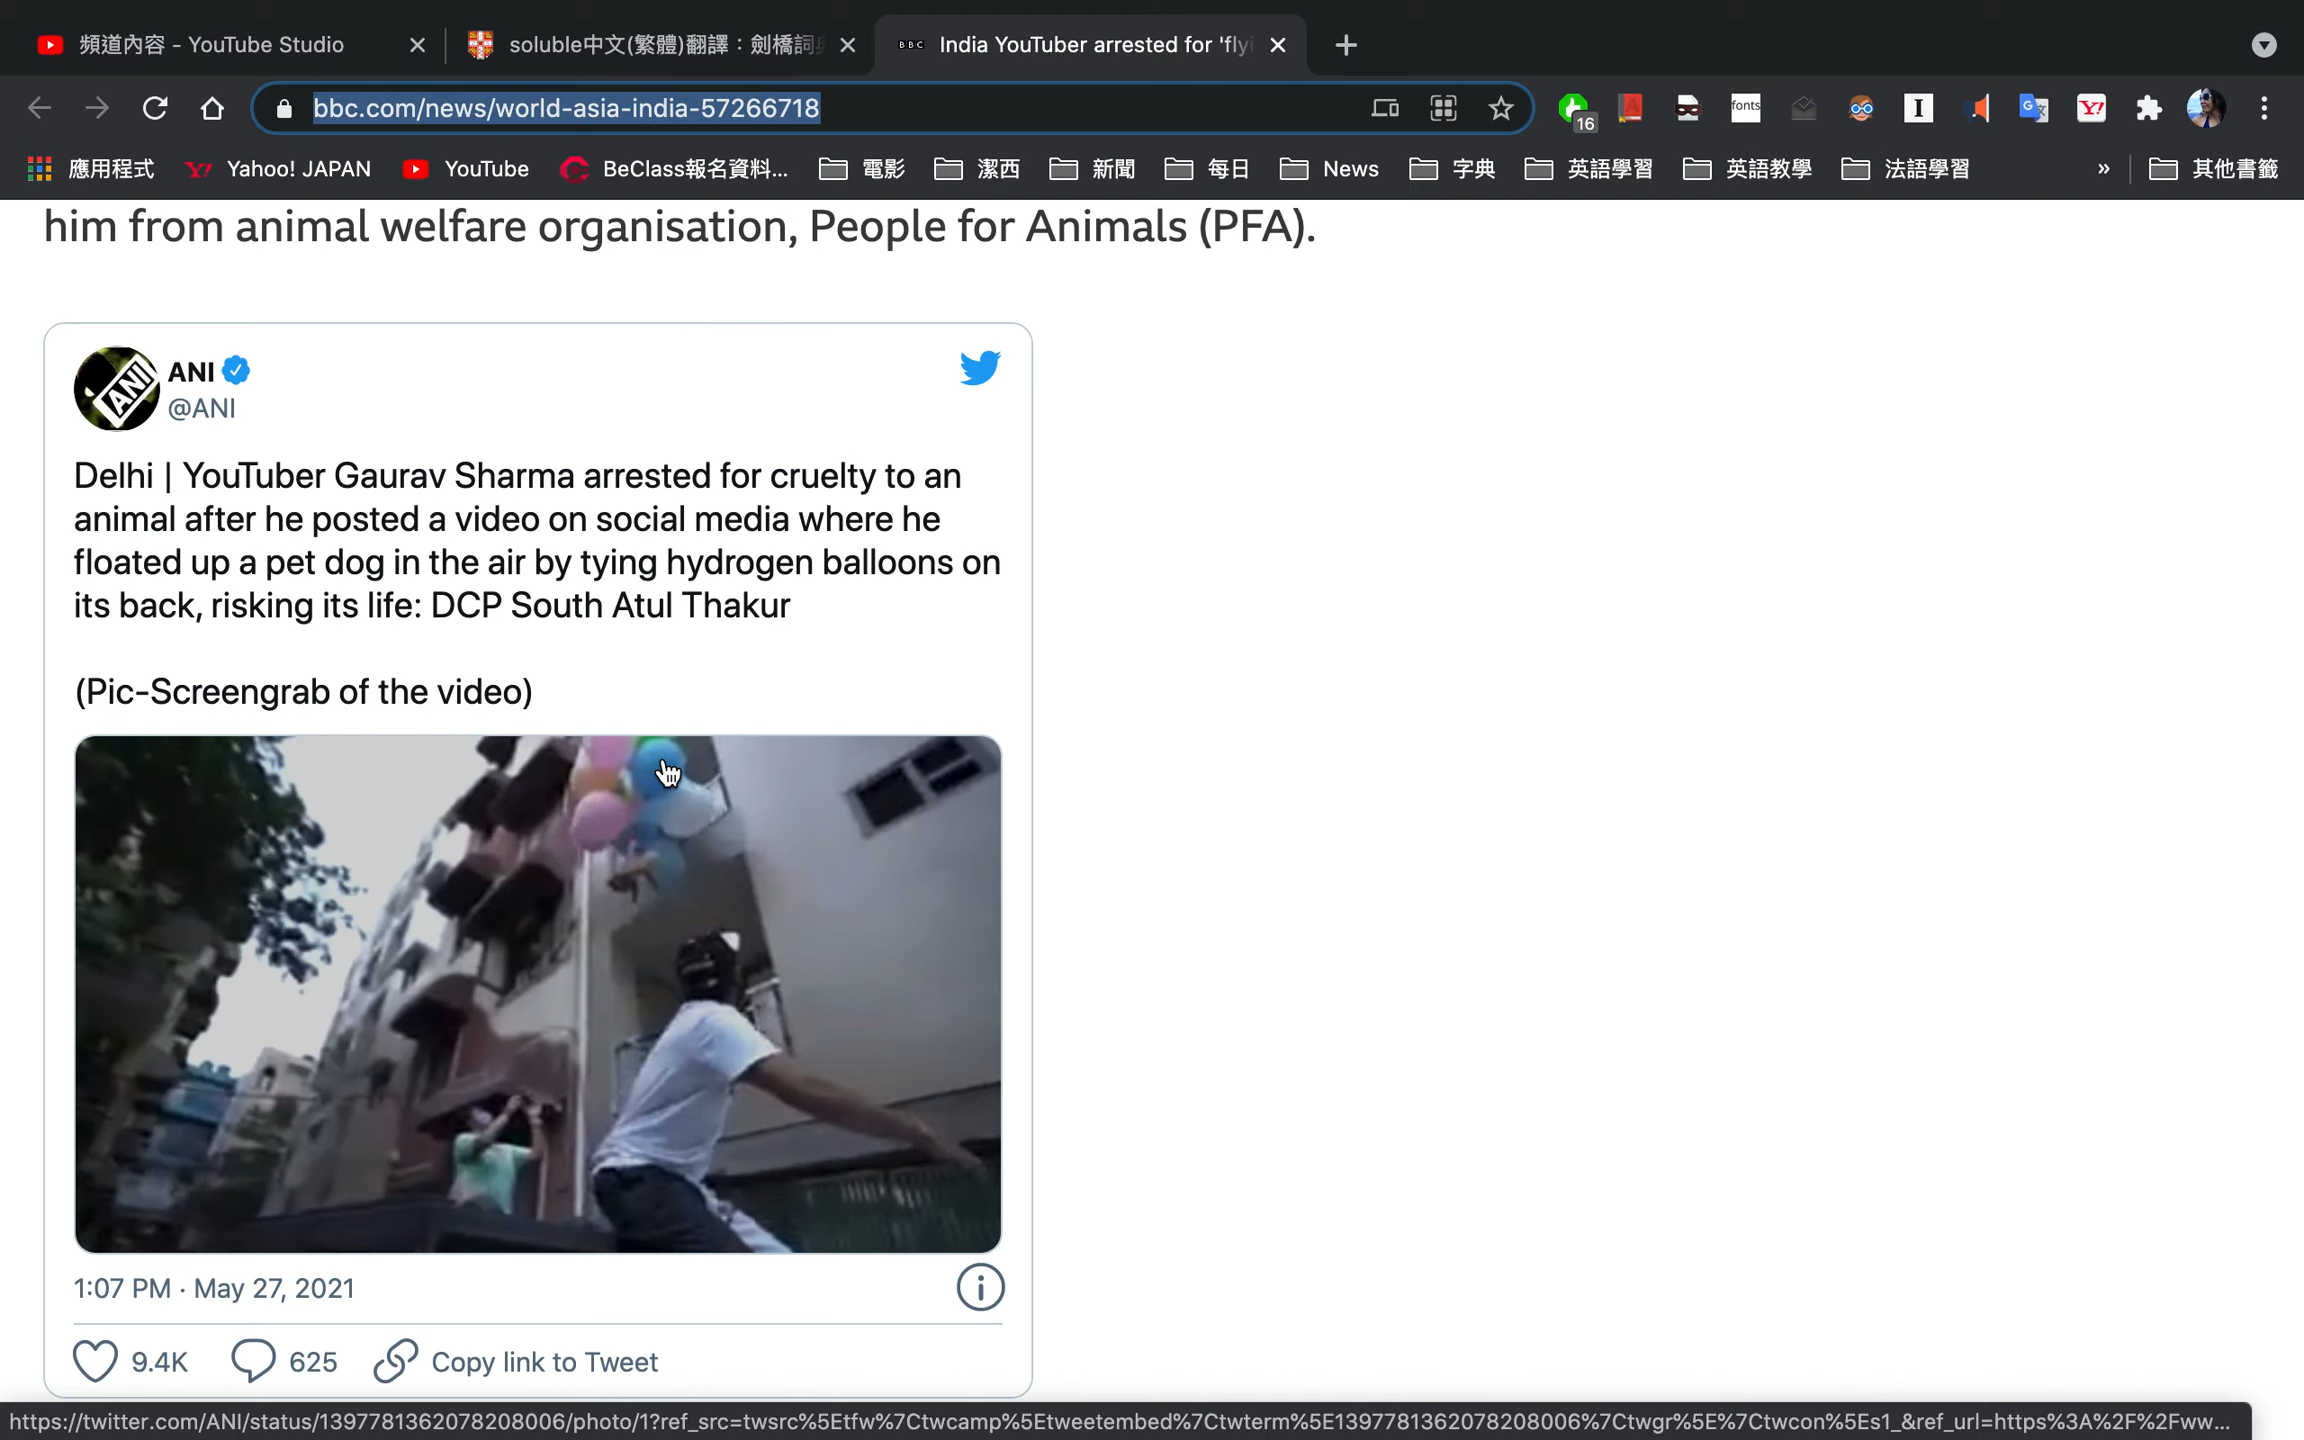 頻道內容 - YouTube Studio
soluble中文(繁體)翻譯：劍橋詞
BBC India YouTuber arrested for 'flyi
bbc.com/news/world-asia-india-57266718
16
fonts
應用程式 Yahoo! JAPAN YouTube BeClass報名資料... 電影 潔西 新聞 每日 News 字典 英語學習 英語教學 法語學習 » 其他書籤
him from animal welfare organisation, People for Animals (PFA).
ANI
@ANI
Delhi | YouTuber Gaurav Sharma arrested for cruelty to an
animal after he posted a video on social media where he
floated up a pet dog in the air by tying hydrogen balloons on
its back, risking its life: DCP South Atul Thakur
(Pic-Screengrab of the video)
1:07 PM · May 27, 2021
9.4K 625 Copy link to Tweet
https://twitter.com/ANI/status/1397781362078208006/photo/1?ref_src=twsrc%5Etfw%7Ctwcamp%5Etweetembed%7Ctwterm%5E1397781362078208006%7Ctwgr%5E%7Ctwcon%5Es1_&ref_url=https%3A%2F%2Fww...